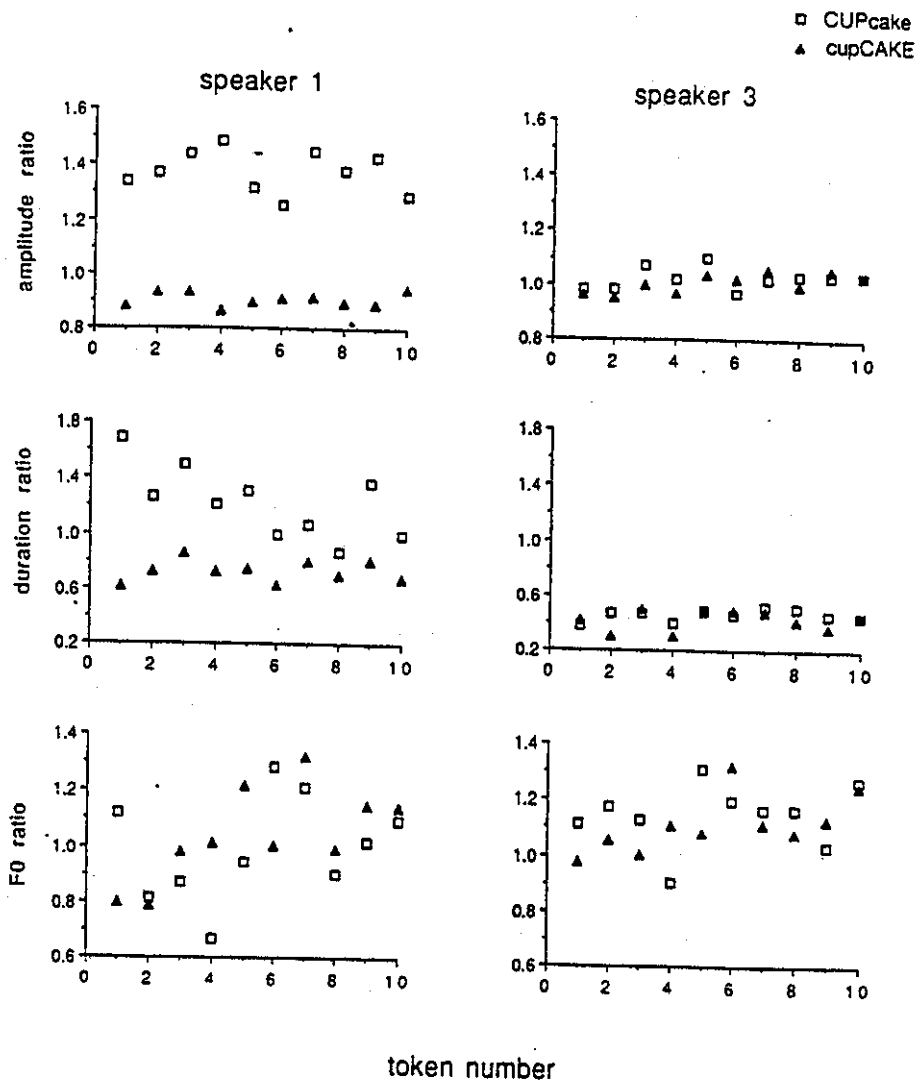 CUPcake
cupCAKE
speaker 1
speaker 3
amplitude ratio
1.6
1.4
1.2
1.0
0.8
0 2 4 6 8 10
1.6
1.4
1.2
1.0
0.8
0 2 4 6 8 10
duration ratio
1.8
1.4
1.0
0.6
0.2
0 2 4 6 8 10
1.8
1.4
1.0
0.6
0.2
0 2 4 6 8 10
F0 ratio
1.4
1.2
1.0
0.8
0.6
0 2 4 6 8 10
1.4
1.2
1.0
0.8
0.6
0 2 4 6 8 10
token number